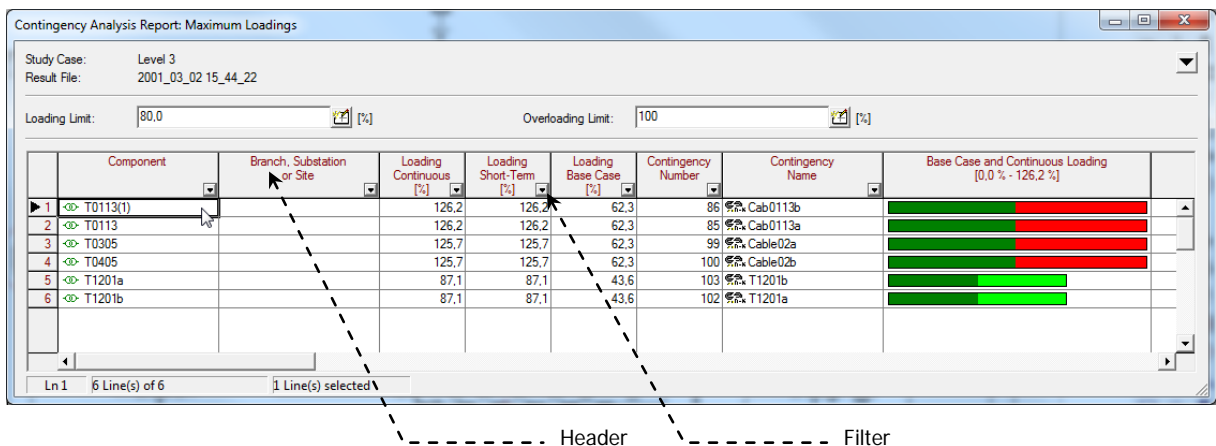 Contingency Analysis Report: Maximum Loadings
Study Case: Level 3
Result File: 2001_03_02 15_44_22
Loading Limit: 80,0 [%] Overloading Limit: 100 [%]
Component Branch, Substation or Site Loading Continuous [%] Loading Short-Term [%] Loading Base Case [%] Contingency Number Contingency Name Base Case and Continuous Loading [0,0 % - 126,2 %]
1 T0113(1) 126,2 126,2 62,3 86 Cab0113b
2 T0113 126,2 126,2 62,3 85 Cab0113a
3 T0305 125,7 125,7 62,3 99 Cable02a
4 T0405 125,7 125,7 62,3 100 Cable02b
5 T1201a 87,1 87,1 43,6 103 T1201b
6 T1201b 87,1 87,1 43,6 102 T1201a
Ln 1 6 Line(s) of 6 1 Line(s) selected
Header Filter